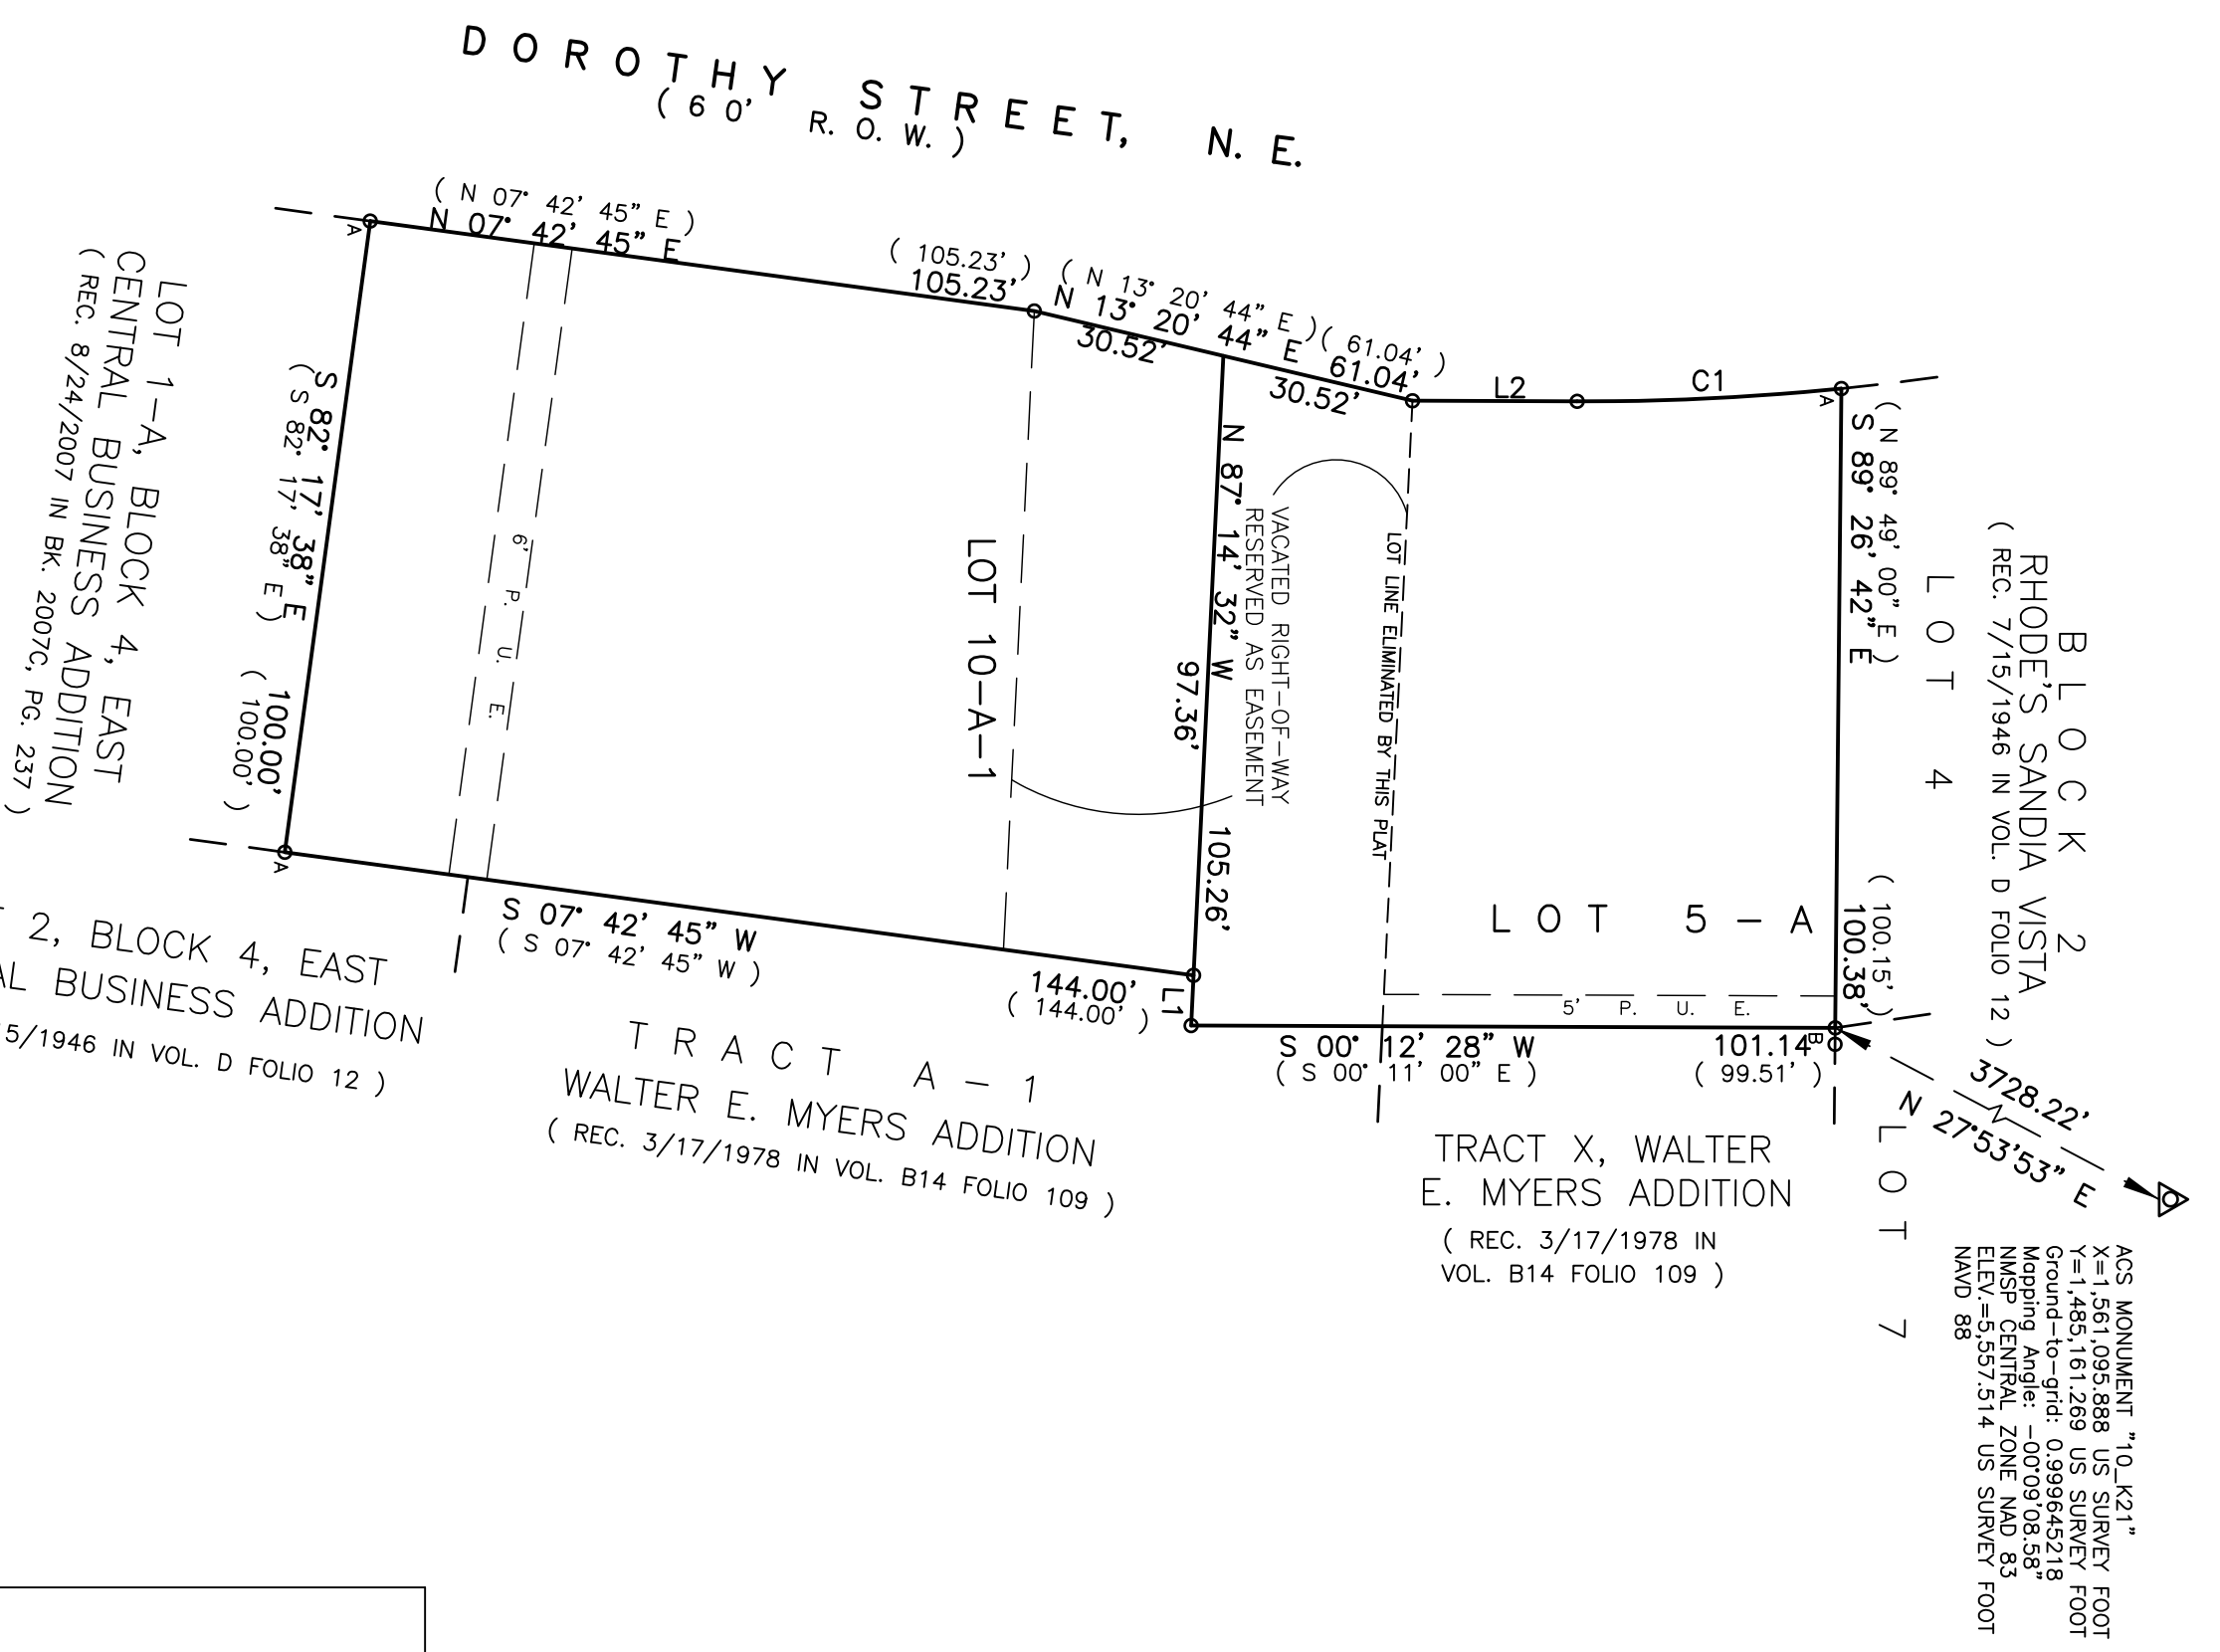 DOROTHY STREET, N. E.
( 60' R. O. W. )
( N 07° 42' 45" E )
N 07° 42' 45" E
( 105.23' )
105.23'
( N 13° 20' 44" E )
N 13° 20' 44" E
( 61.04' )
61.04'
30.52'
30.52'
L2
C1
A
A
LOT 1-A, BLOCK 4, EAST
CENTRAL BUSINESS ADDITION
( REC. 8/24/2007 IN BK. 2007C, PG. 237 )
S 82° 17' 38" E
( S 82° 17' 38" E )
100.00'
( 100.00' )
A
6' P. U. E.
LOT 10-A-1
N 87° 14' 32" W
97.36'
105.26'
VACATED RIGHT-OF-WAY
RESERVED AS EASEMENT
LOT LINE ELIMINATED BY THIS PLAT
LOT 5-A
5' P. U. E.
( N 89° 49' 00" E )
S 89° 26' 42" E
( 100.15' )
100.38'
LOT 4
BLOCK 2
RHODE'S SANDIA VISTA
( REC. 7/15/1946 IN VOL. D FOLIO 12 )
S 07° 42' 45" W
( S 07° 42' 45" W )
144.00'
( 144.00' )
L1
S 00° 12' 28" W
( S 00° 11' 00" E )
101.14'
( 99.51' )
B
2, BLOCK 4, EAST
AL BUSINESS ADDITION
5/1946 IN VOL. D FOLIO 12 )
TRACT A-1
WALTER E. MYERS ADDITION
( REC. 3/17/1978 IN VOL. B14 FOLIO 109 )
TRACT X, WALTER
E. MYERS ADDITION
( REC. 3/17/1978 IN
VOL. B14 FOLIO 109 )
3728.22'
N 27°53'53" E
LOT 7
ACS MONUMENT "10_K21"
X=1,561,095.888 US SURVEY FOOT
Y=1,485,161.269 US SURVEY FOOT
Ground-to-grid: 0.999645218
Mapping Angle: -00°09'08.58"
NMSP CENTRAL ZONE NAD 83
ELEV.=5,557.514 US SURVEY FOOT
NAVD 88